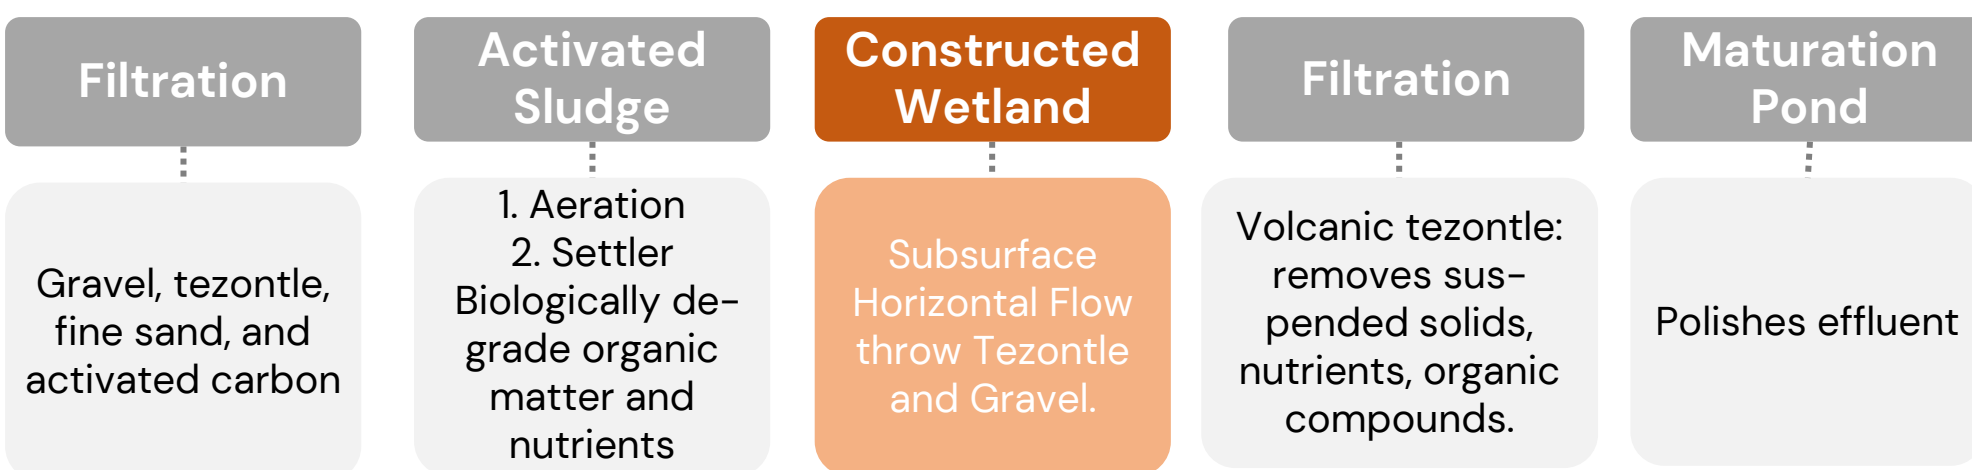 Filtration
Gravel, tezontle,
fine sand, and
activated carbon
Activated
Sludge
1. Aeration
2. Settler
Biologically de-
grade organic
matter and
nutrients
Constructed
Wetland
Subsurface
Horizontal Flow
throw Tezontle
and Gravel.
Filtration
Volcanic tezontle:
removes sus-
pended solids,
nutrients, organic
compounds.
Maturation
Pond
Polishes effluent